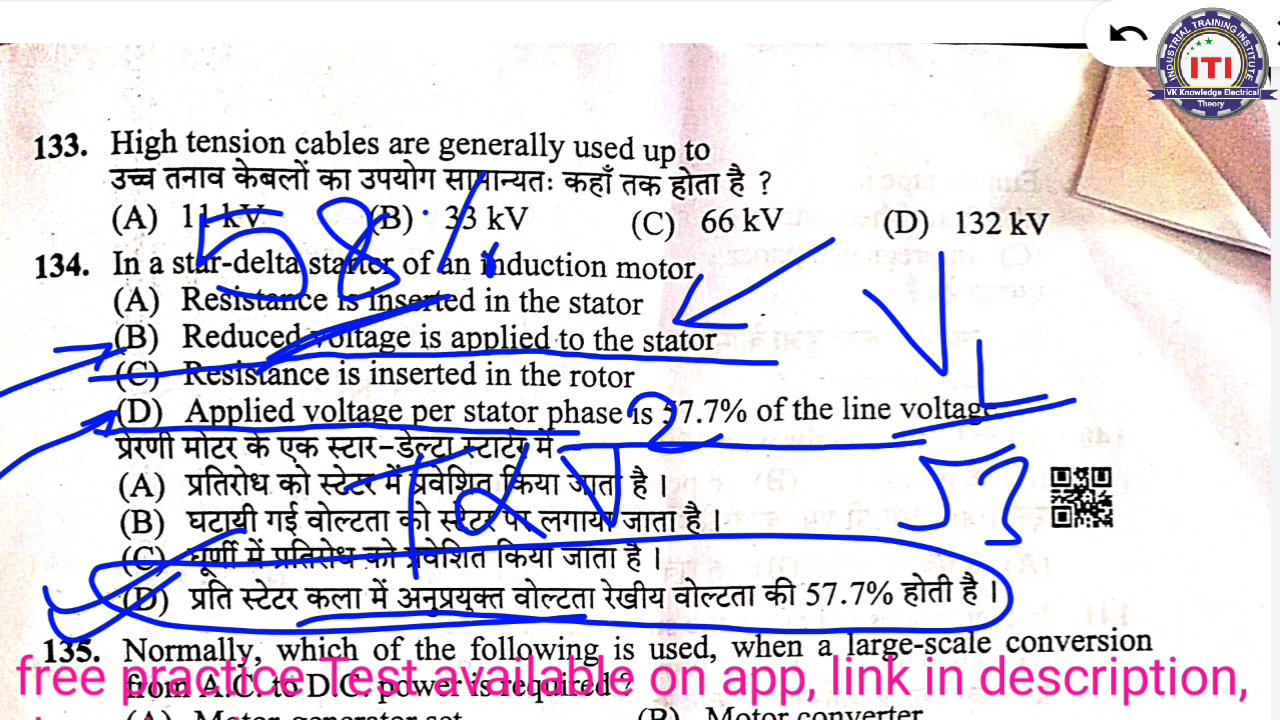 INDUSTRIAL TRAINING INSTITUTE
ITI
VK Knowledge Electrical
Theory
133. High tension cables are generally used up to
उच्च तनाव केबलों का उपयोग सामान्यतः कहाँ तक होता है ?
(A) 11 kV (B) 33 kV (C) 66 kV (D) 132 kV
134. In a star-delta starter of an induction motor
(A) Resistance is inserted in the stator
(B) Reduced voltage is applied to the stator
(C) Resistance is inserted in the rotor
(D) Applied voltage per stator phase is 57.7% of the line voltage
प्रेरणी मोटर के एक स्टार-डेल्टा स्टार्टर में
(A) प्रतिरोध को स्टेटर में प्रवेशित किया जाता है ।
(B) घटायी गई वोल्टता को स्टेटर पर लगाया जाता है ।
(C) घूर्णी में प्रतिरोध को प्रवेशित किया जाता है ।
(D) प्रति स्टेटर कला में अनुप्रयुक्त वोल्टता रेखीय वोल्टता की 57.7% होती है ।
58
135. Normally, which of the following is used, when a large-scale conversion
from A.C. to D.C. power is required ?
free practice Test available on app, link in description,
(A) Motor-generator set (B) Motor converter